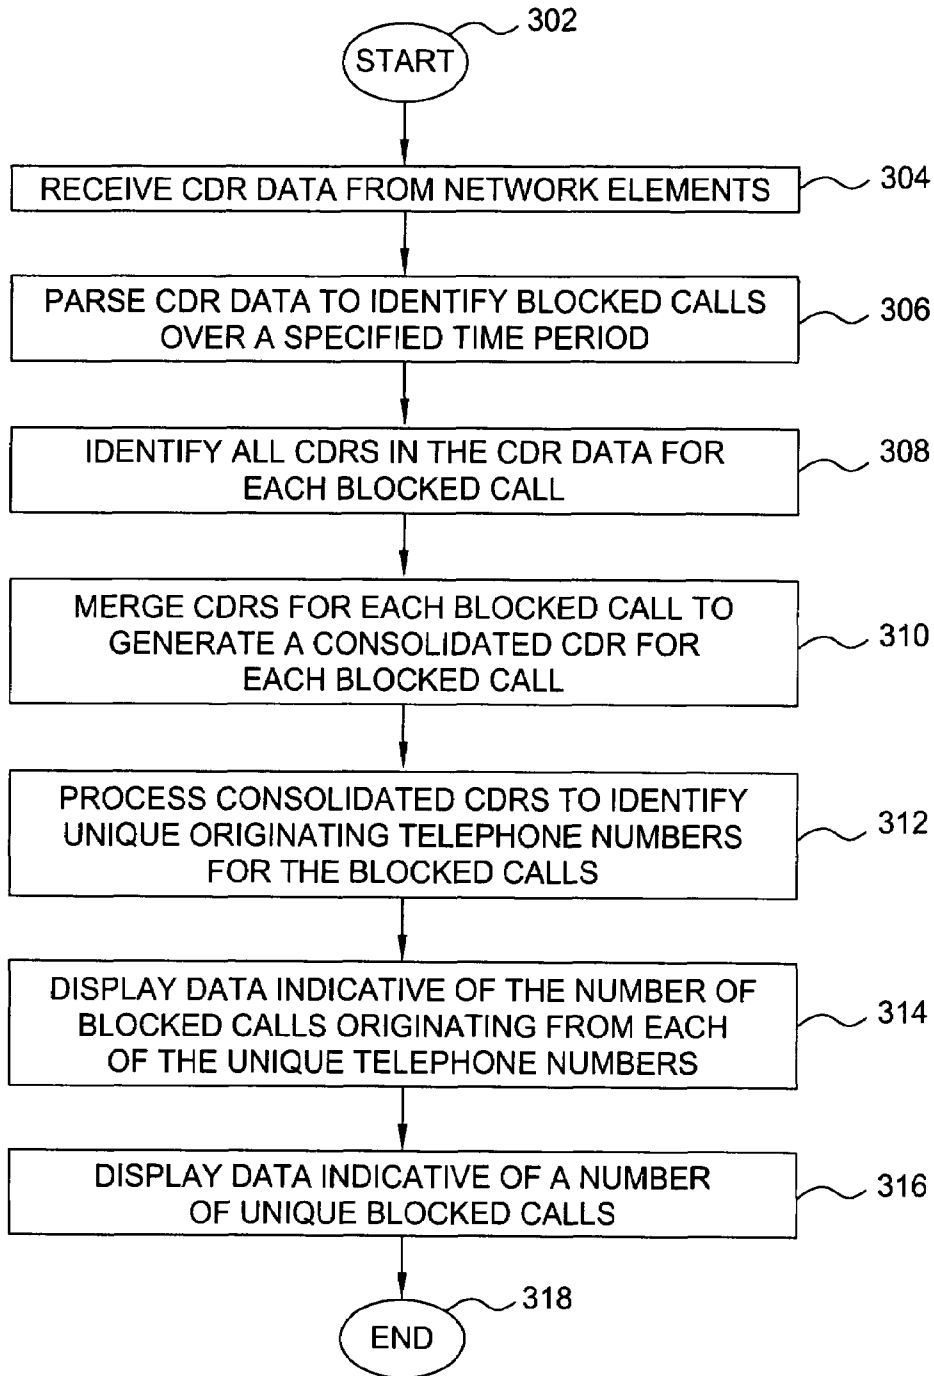 302
START
RECEIVE CDR DATA FROM NETWORK ELEMENTS
304
PARSE CDR DATA TO IDENTIFY BLOCKED CALLS
OVER A SPECIFIED TIME PERIOD
306
IDENTIFY ALL CDRS IN THE CDR DATA FOR
EACH BLOCKED CALL
308
MERGE CDRS FOR EACH BLOCKED CALL TO
GENERATE A CONSOLIDATED CDR FOR
EACH BLOCKED CALL
310
PROCESS CONSOLIDATED CDRS TO IDENTIFY
UNIQUE ORIGINATING TELEPHONE NUMBERS
FOR THE BLOCKED CALLS
312
DISPLAY DATA INDICATIVE OF THE NUMBER OF
BLOCKED CALLS ORIGINATING FROM EACH
OF THE UNIQUE TELEPHONE NUMBERS
314
DISPLAY DATA INDICATIVE OF A NUMBER
OF UNIQUE BLOCKED CALLS
316
318
END